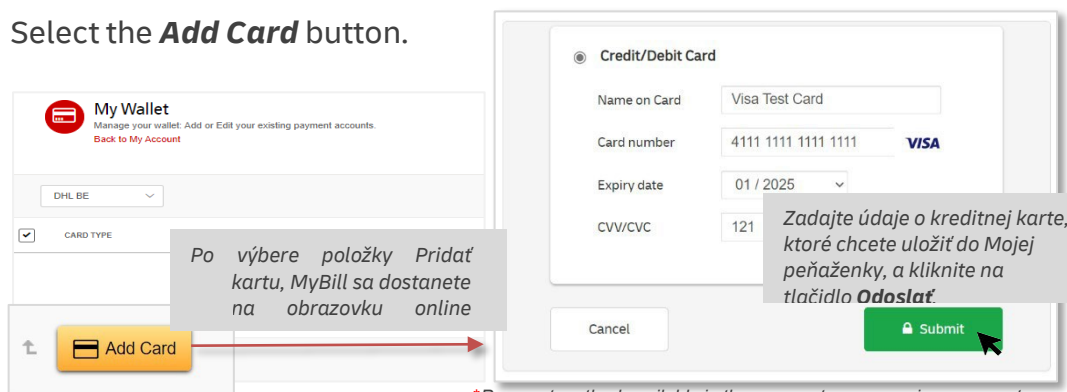 Select the Add Card button.
My Wallet
Manage your wallet: Add or Edit your existing payment accounts.
Back to My Account
DHL BE
CARD TYPE
Po výbere položky Pridať
kartu, MyBill sa dostanete
na obrazovku online
Add Card
Credit/Debit Card
Name on Card Visa Test Card
Card number 4111 1111 1111 1111 VISA
Expiry date 01 / 2025
CVV/CVC 121
Zadajte údaje o kreditnej karte,
ktoré chcete uložiť do Mojej
peňaženky, a kliknite na
tlačidlo Odoslať.
Cancel
Submit